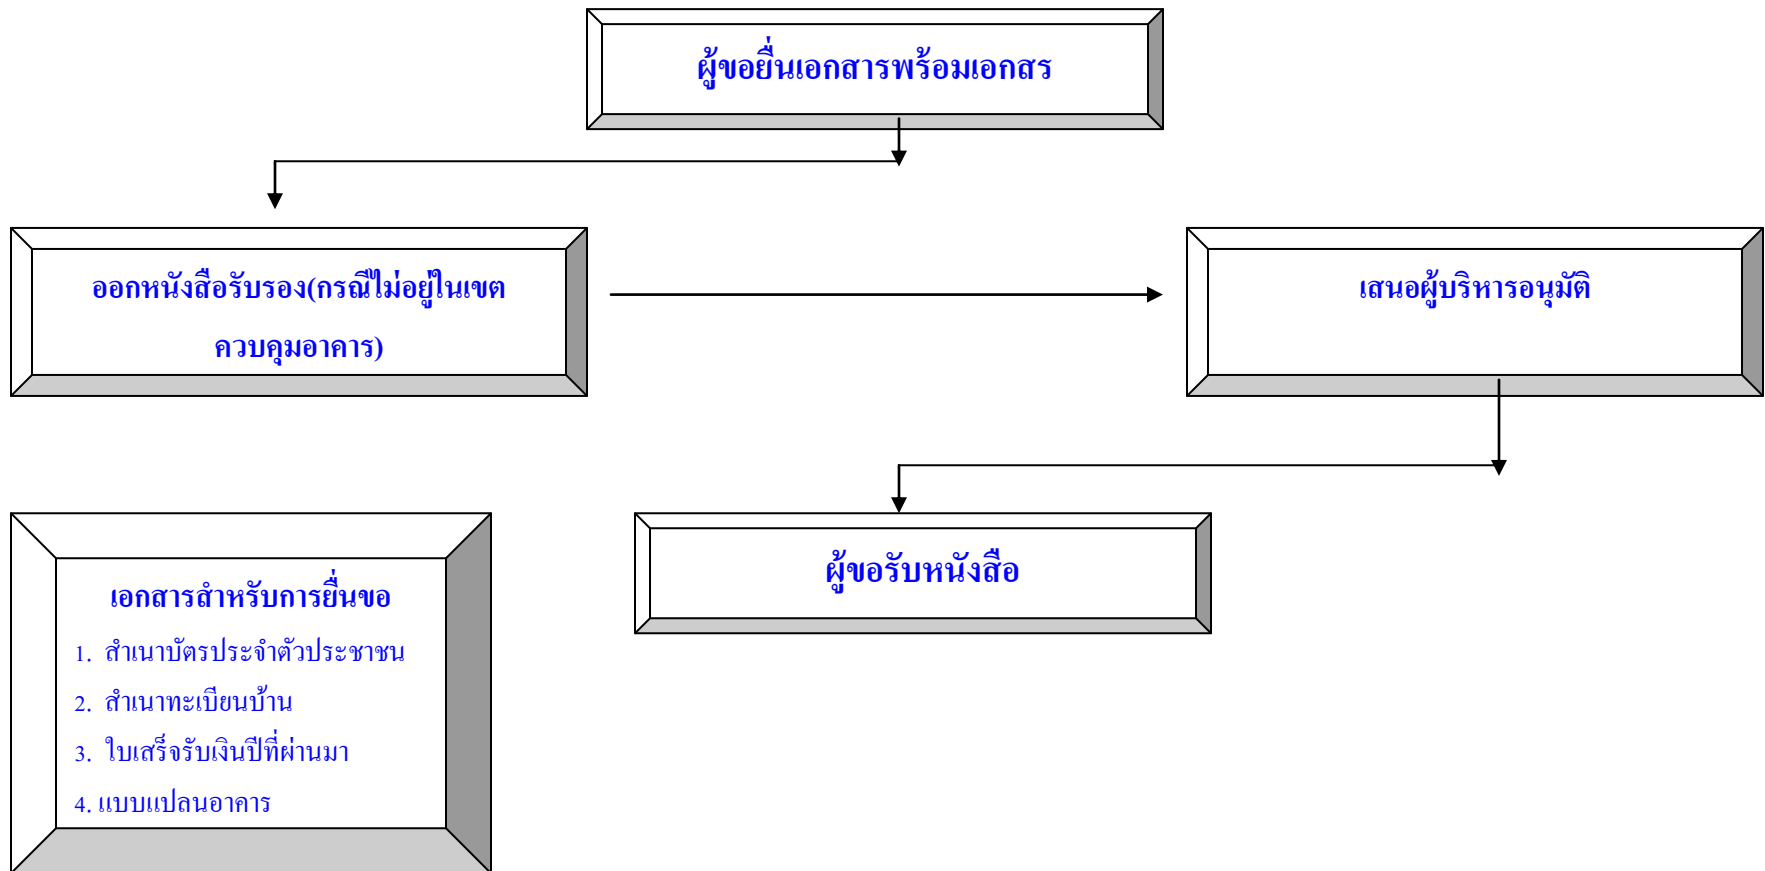 ผู้ขอยื่นเอกสารพร้อมเอกสร
ออกหนังสือรับรอง(กรณีไม่อยู่ในเขต
ควบคุมอาคาร)
เสนอผู้บริหารอนุมัติ
ผู้ขอรับหนังสือ
เอกสารสำหรับการยื่นขอ
1. สำเนาบัตรประจำตัวประชาชน
2. สำเนาทะเบียนบ้าน
3. ใบเสร็จรับเงินปีที่ผ่านมา
4. แบบแปลนอาคาร